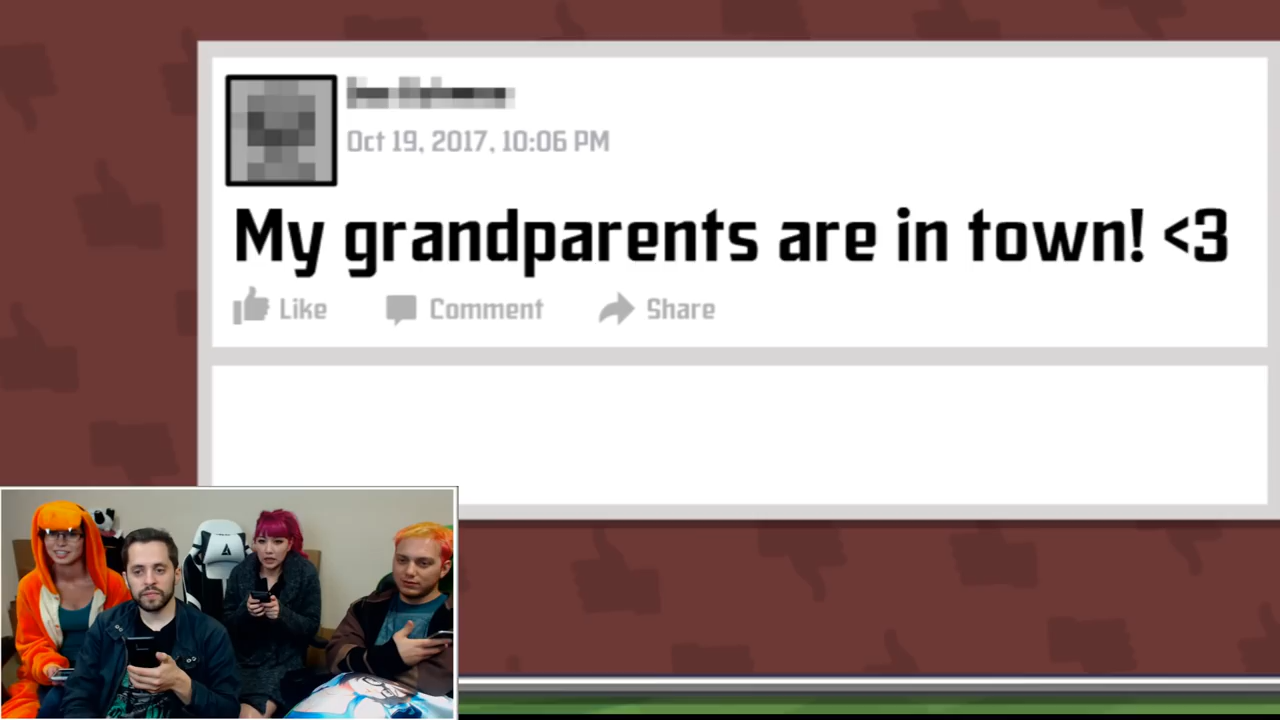 Oct 19, 2017, 10:06 PM
My grandparents are in town! <3
Like Comment Share